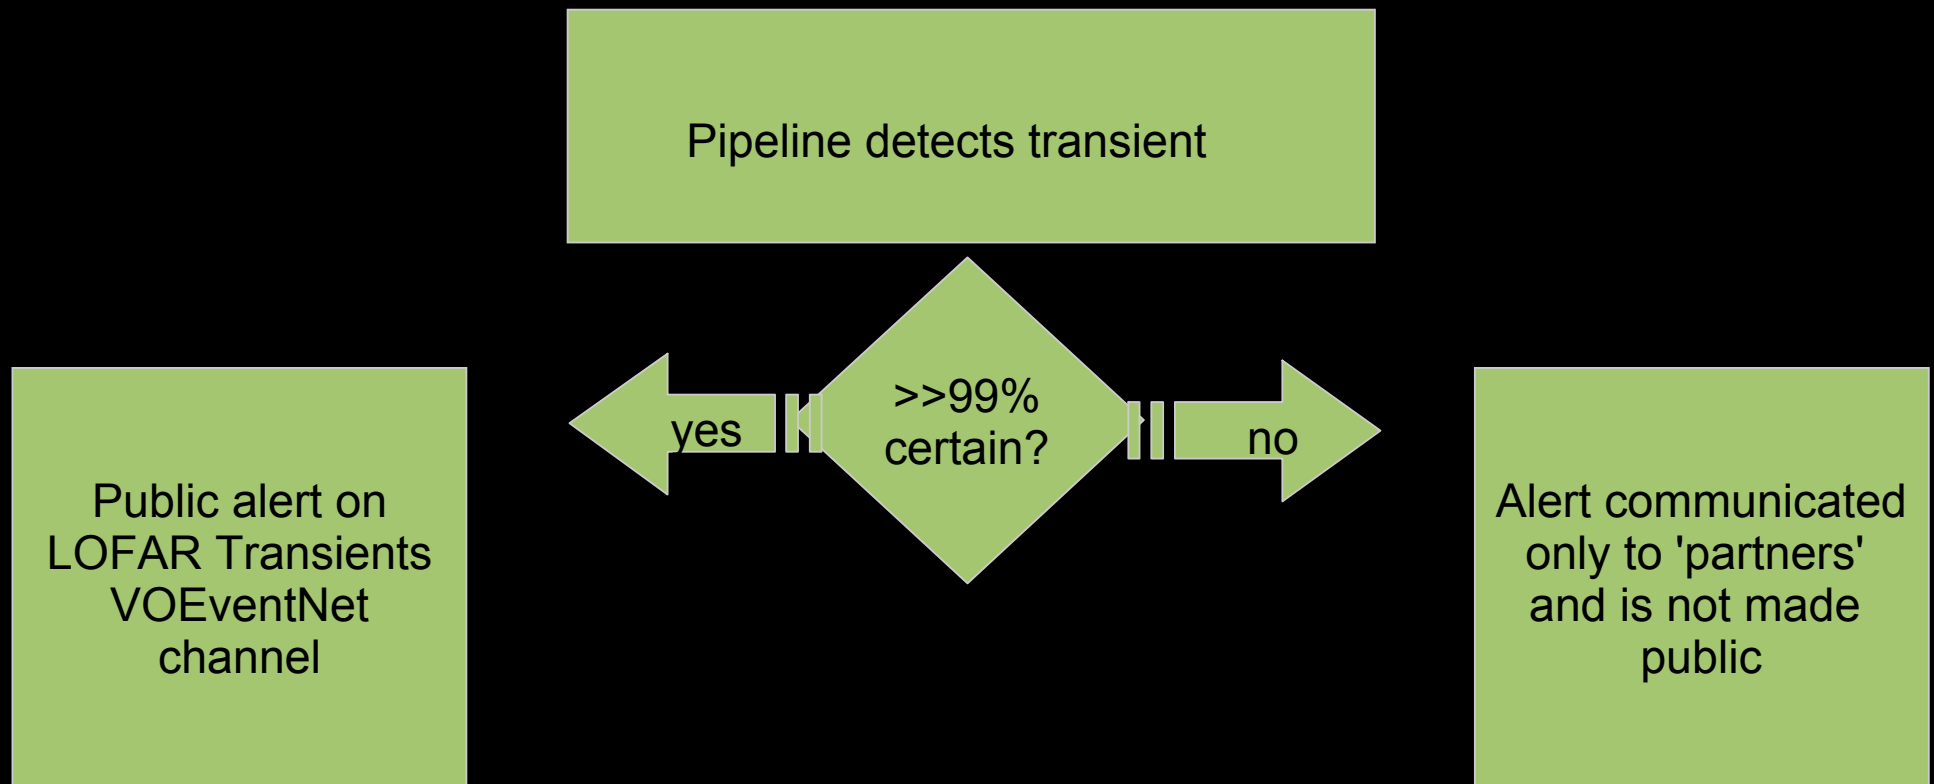 Pipeline detects transient
>>99%
certain?
yes
no
Public alert on
LOFAR Transients
VOEventNet
channel
Alert communicated
only to 'partners'
and is not made
public